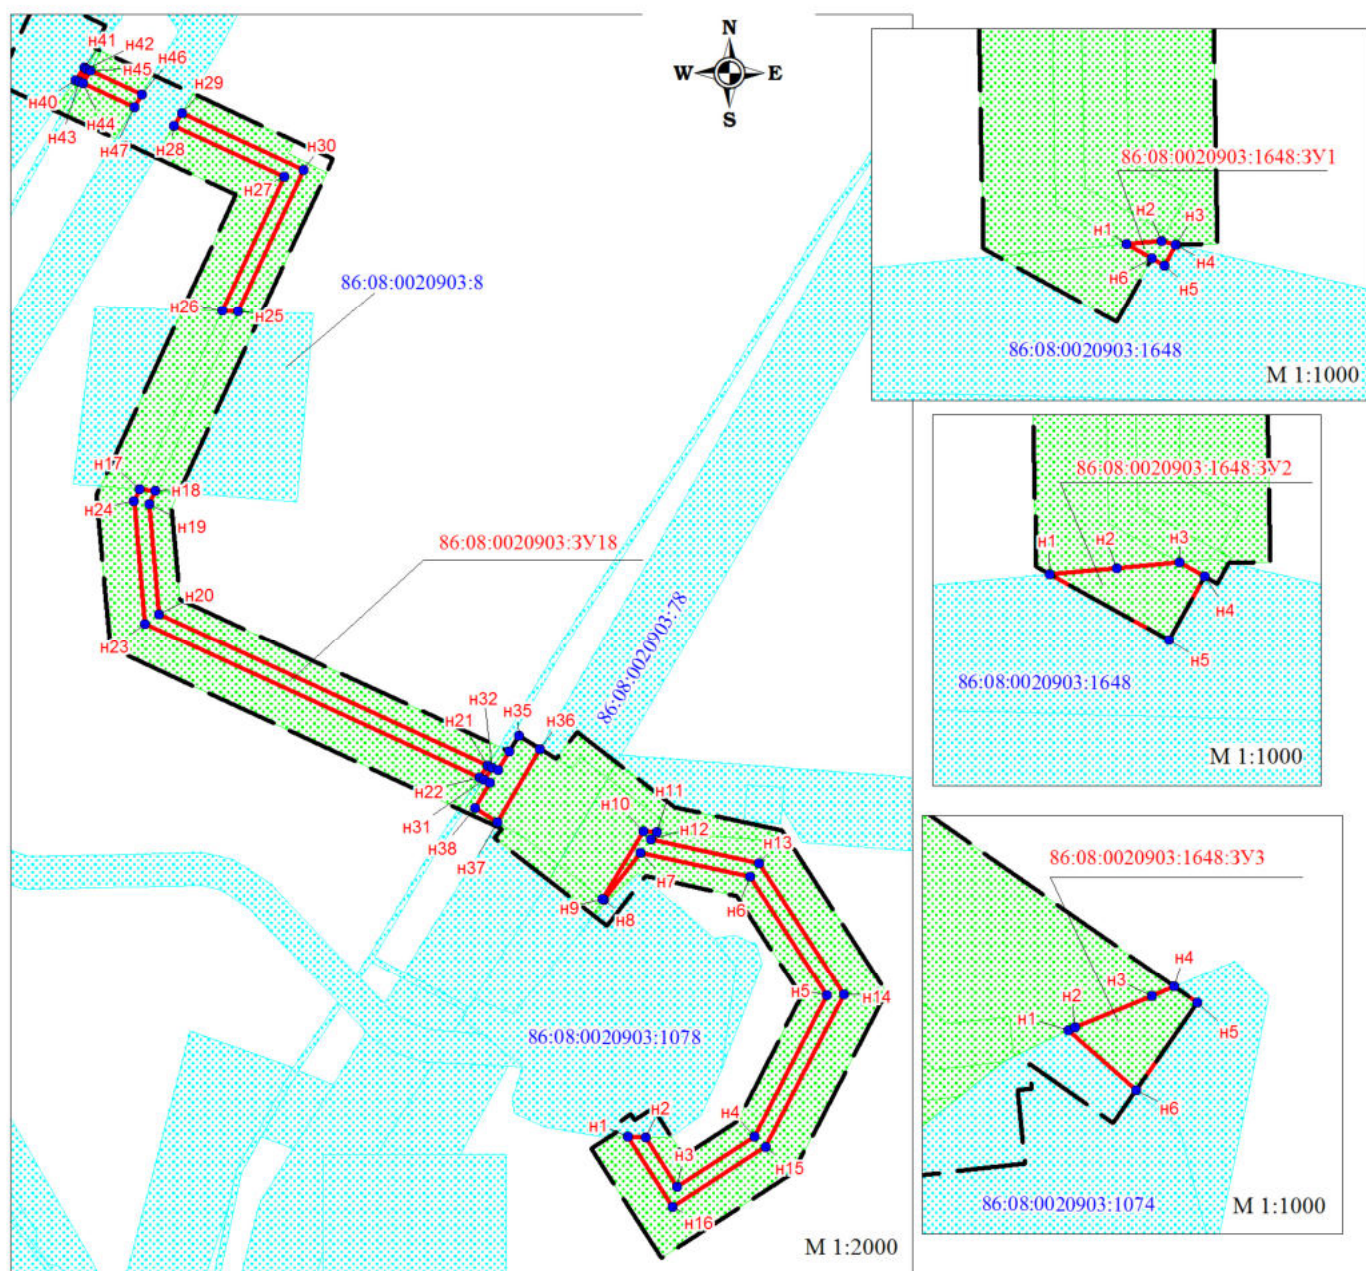 N
W E
S
н41
н42
н46
н45
н29
н40
н43
н44
н47
н28
н30
н27
86:08:0020903:8
н26
н25
н17
н18
н24
н19
86:08:0020903:ЗУ18
н20
н23
86:08:0020903:78
н32
н35
н21
н36
н22
н31
н38
н37
н10
н11
н12
н13
н7
н6
н9
н8
н5
н14
86:08:0020903:1078
н1
н2
н4
н3
н15
н16
М 1:2000
86:08:0020903:1648:ЗУ1
н2
н3
н1
н4
н6
н5
86:08:0020903:1648
М 1:1000
86:08:0020903:1648:ЗУ2
н1
н2
н3
н4
н5
86:08:0020903:1648
М 1:1000
86:08:0020903:1648:ЗУ3
н4
н3
н2
н1
н5
н6
86:08:0020903:1074
М 1:1000